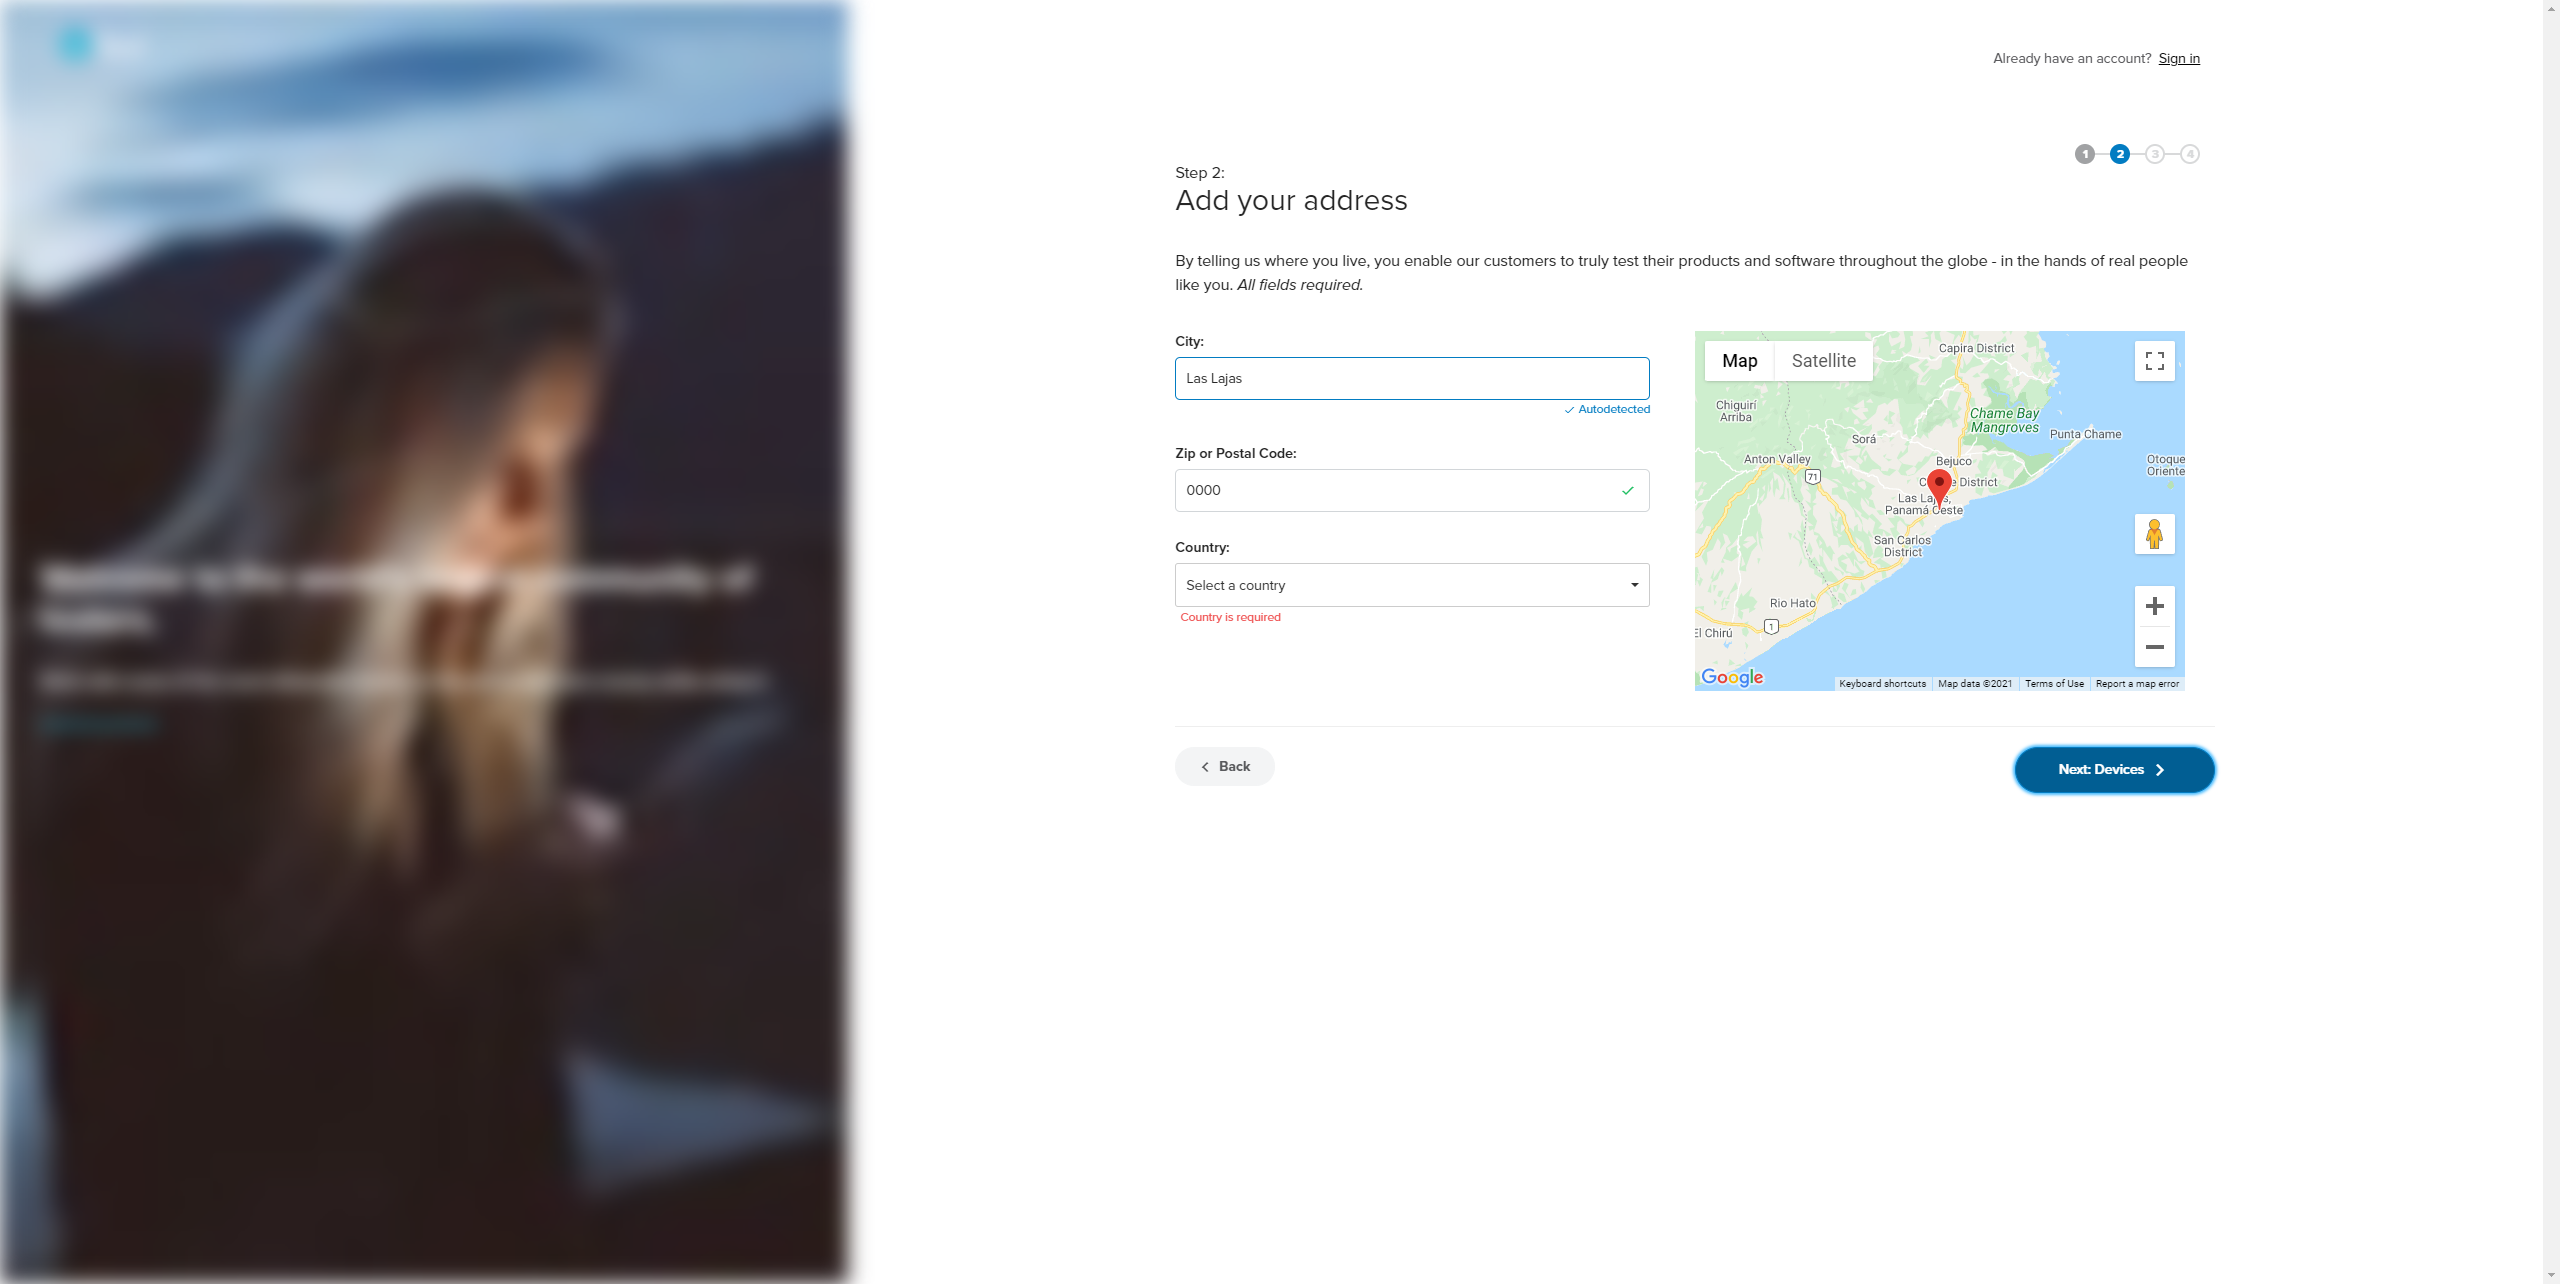 Already have an account? Sign in
1 2 3 4
Step 2:
Add your address
By telling us where you live, you enable our customers to truly test their products and software throughout the globe - in the hands of real people
like you. All fields required.
City:
Las Lajas
Autodetected
Zip or Postal Code:
0000
Country:
Select a country
Country is required
Map Satellite
Capira District
Chiguirí
Arriba
Chame Bay
Mangroves
Punta Chame
Sorá
Anton Valley
Bejuco
Otoque
Oriente
71
District
Las
Panamá Oeste
San Carlos
District
Rio Hato
1
El Chirú
Google
Keyboard shortcuts Map data ©2021 Terms of Use Report a map error
Back
Next: Devices